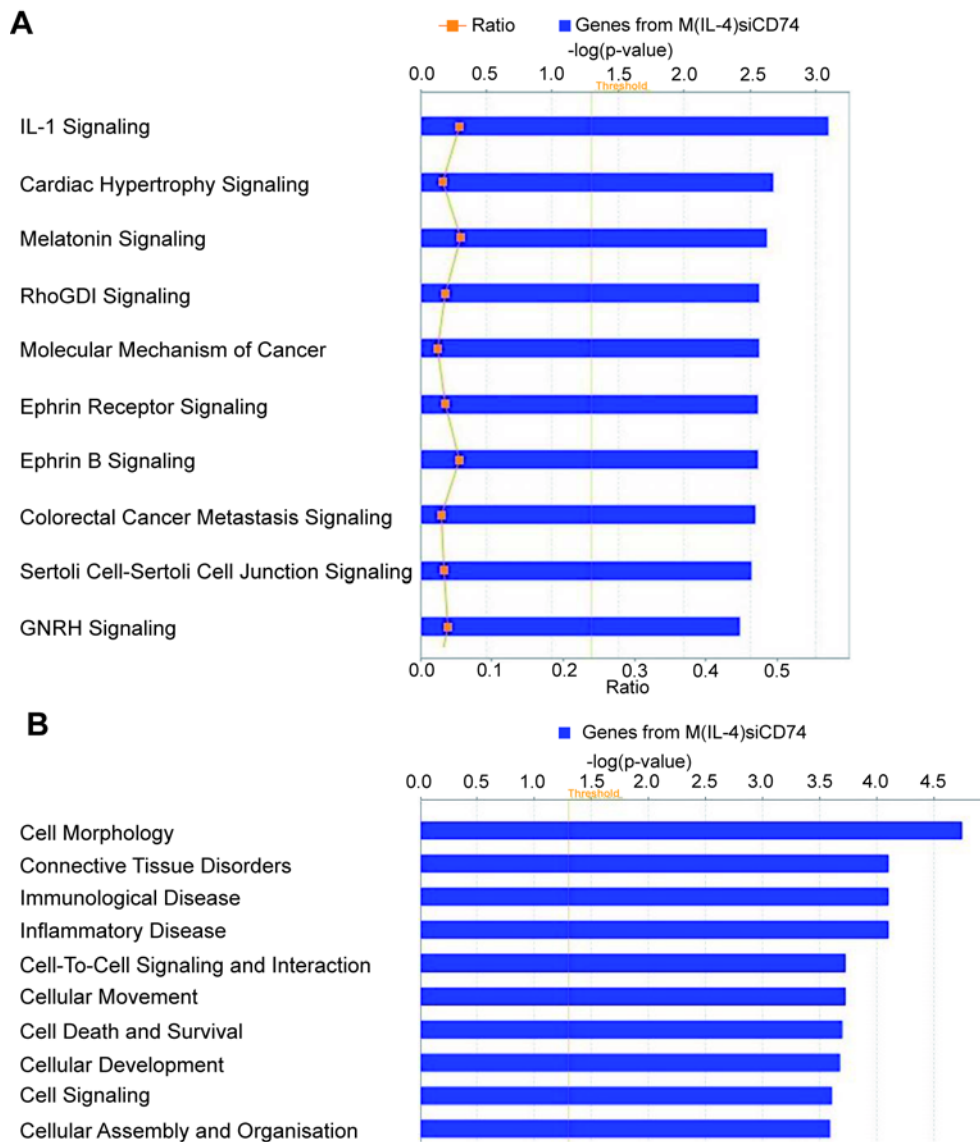 A
Ratio
Genes from M(IL-4)siCD74
-log(p-value)
0.0 0.5 1.0 1.5 2.0 2.5 3.0
Threshold
IL-1 Signaling
Cardiac Hypertrophy Signaling
Melatonin Signaling
RhoGDI Signaling
Molecular Mechanism of Cancer
Ephrin Receptor Signaling
Ephrin B Signaling
Colorectal Cancer Metastasis Signaling
Sertoli Cell-Sertoli Cell Junction Signaling
GNRH Signaling
0.0 0.1 0.2 0.3 0.4 0.5
Ratio
B
Genes from M(IL-4)siCD74
-log(p-value)
0.0 0.5 1.0 1.5 2.0 2.5 3.0 3.5 4.0 4.5
Threshold
Cell Morphology
Connective Tissue Disorders
Immunological Disease
Inflammatory Disease
Cell-To-Cell Signaling and Interaction
Cellular Movement
Cell Death and Survival
Cellular Development
Cell Signaling
Cellular Assembly and Organisation